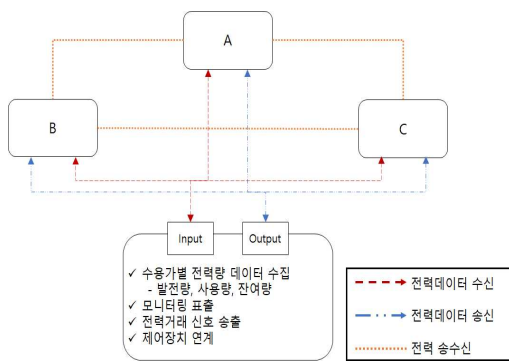 A
B
C
Input
Output
✓ 수용가별 전력량 데이터 수집
- 발전량, 사용량, 잔여량
✓ 모니터링 표출
✓ 전력거래 신호 송출
✓ 제어장치 연계
전력데이터 수신
전력데이터 송신
전력 송수신